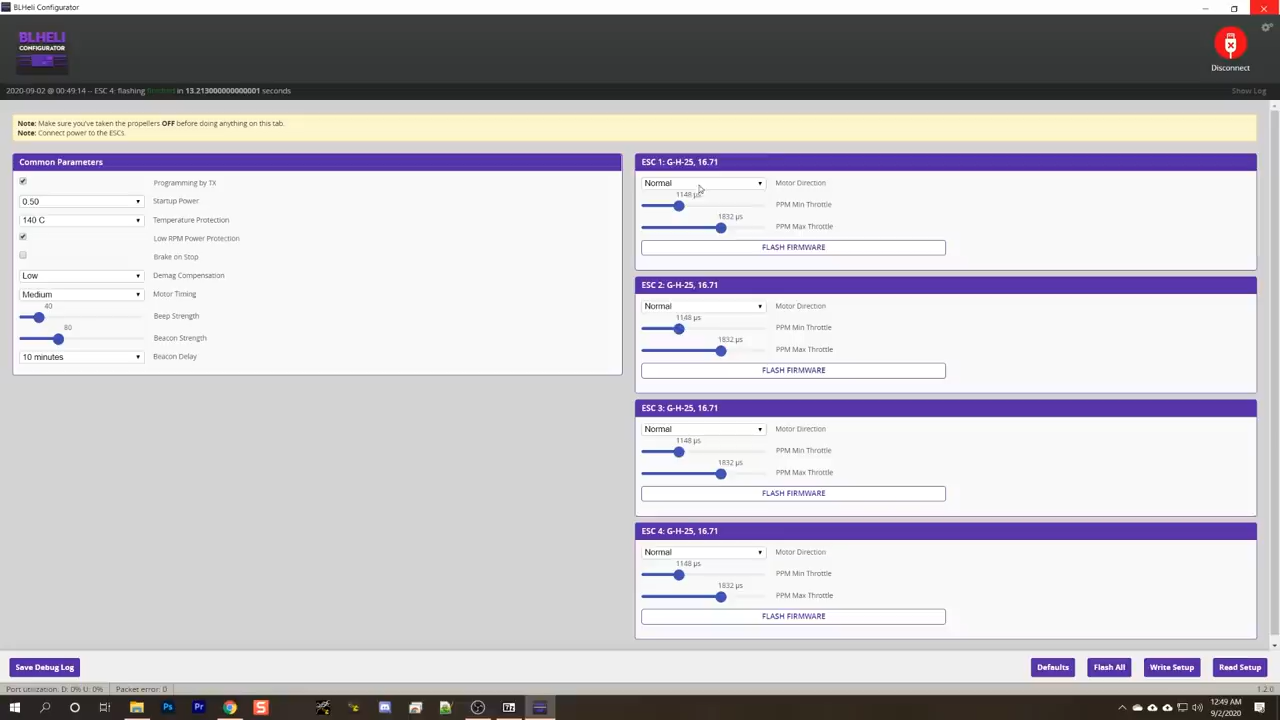 BLHeli Configurator
BLHELI
CONFIGURATOR
Disconnect
2020-09-02 @ 00:49:14 -- ESC 4: flashing finished in 13.213000000000001 seconds
Show Log
Note: Make sure you've taken the propellers OFF before doing anything on this tab.
Note: Connect power to the ESCs.
Common Parameters
Programming by TX
0.50 Startup Power
140 C Temperature Protection
Low RPM Power Protection
Brake on Stop
Low Demag Compensation
Medium Motor Timing
40
Beep Strength
80
Beacon Strength
10 minutes Beacon Delay
ESC 1: G-H-25, 16.71
Normal Motor Direction
1148 µs
PPM Min Throttle
1832 µs
PPM Max Throttle
FLASH FIRMWARE
ESC 2: G-H-25, 16.71
Normal Motor Direction
1148 µs
PPM Min Throttle
1832 µs
PPM Max Throttle
FLASH FIRMWARE
ESC 3: G-H-25, 16.71
Normal Motor Direction
1148 µs
PPM Min Throttle
1832 µs
PPM Max Throttle
FLASH FIRMWARE
ESC 4: G-H-25, 16.71
Normal Motor Direction
1148 µs
PPM Min Throttle
1832 µs
PPM Max Throttle
FLASH FIRMWARE
Save Debug Log
Defaults
Flash All
Write Setup
Read Setup
Port utilization: D: 0% U: 0% Packet error: 0
1.2.0
Ps
Pr
S
12:49 AM
9/2/2020